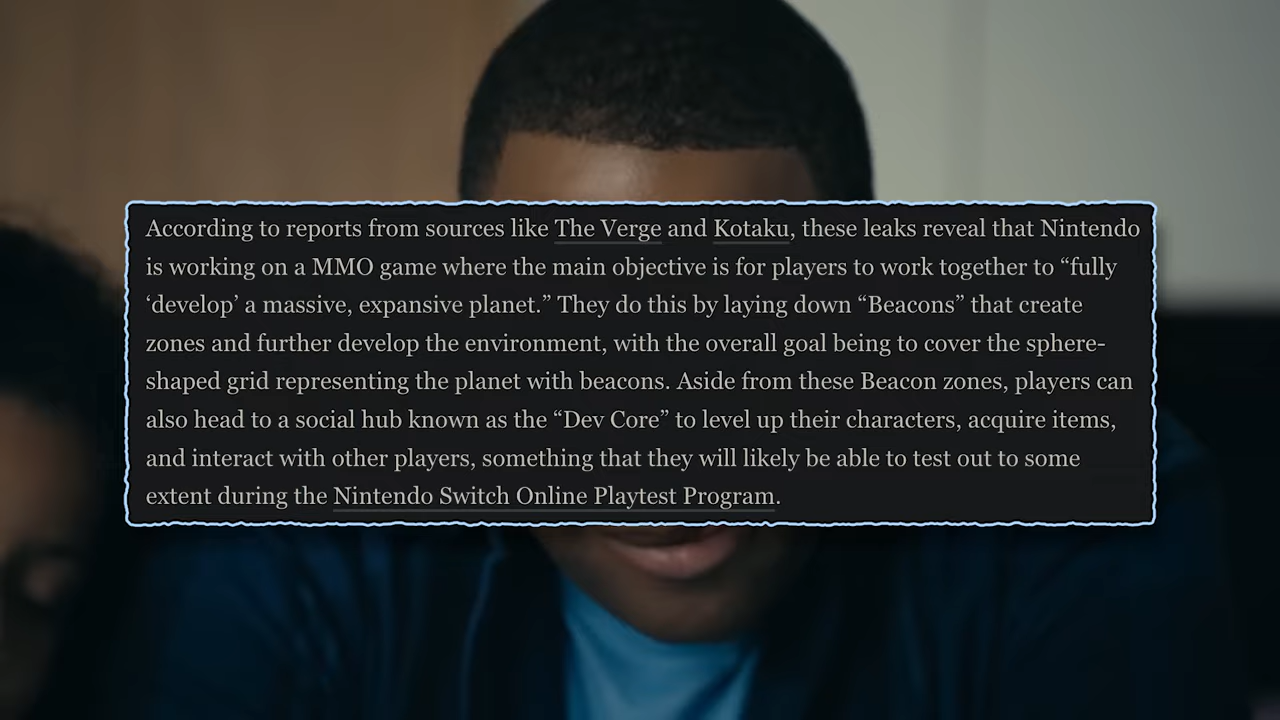 According to reports from sources like The Verge and Kotaku, these leaks reveal that Nintendo
is working on a MMO game where the main objective is for players to work together to “fully
‘develop’ a massive, expansive planet.” They do this by laying down “Beacons” that create
zones and further develop the environment, with the overall goal being to cover the sphere-
shaped grid representing the planet with beacons. Aside from these Beacon zones, players can
also head to a social hub known as the “Dev Core” to level up their characters, acquire items,
and interact with other players, something that they will likely be able to test out to some
extent during the Nintendo Switch Online Playtest Program.